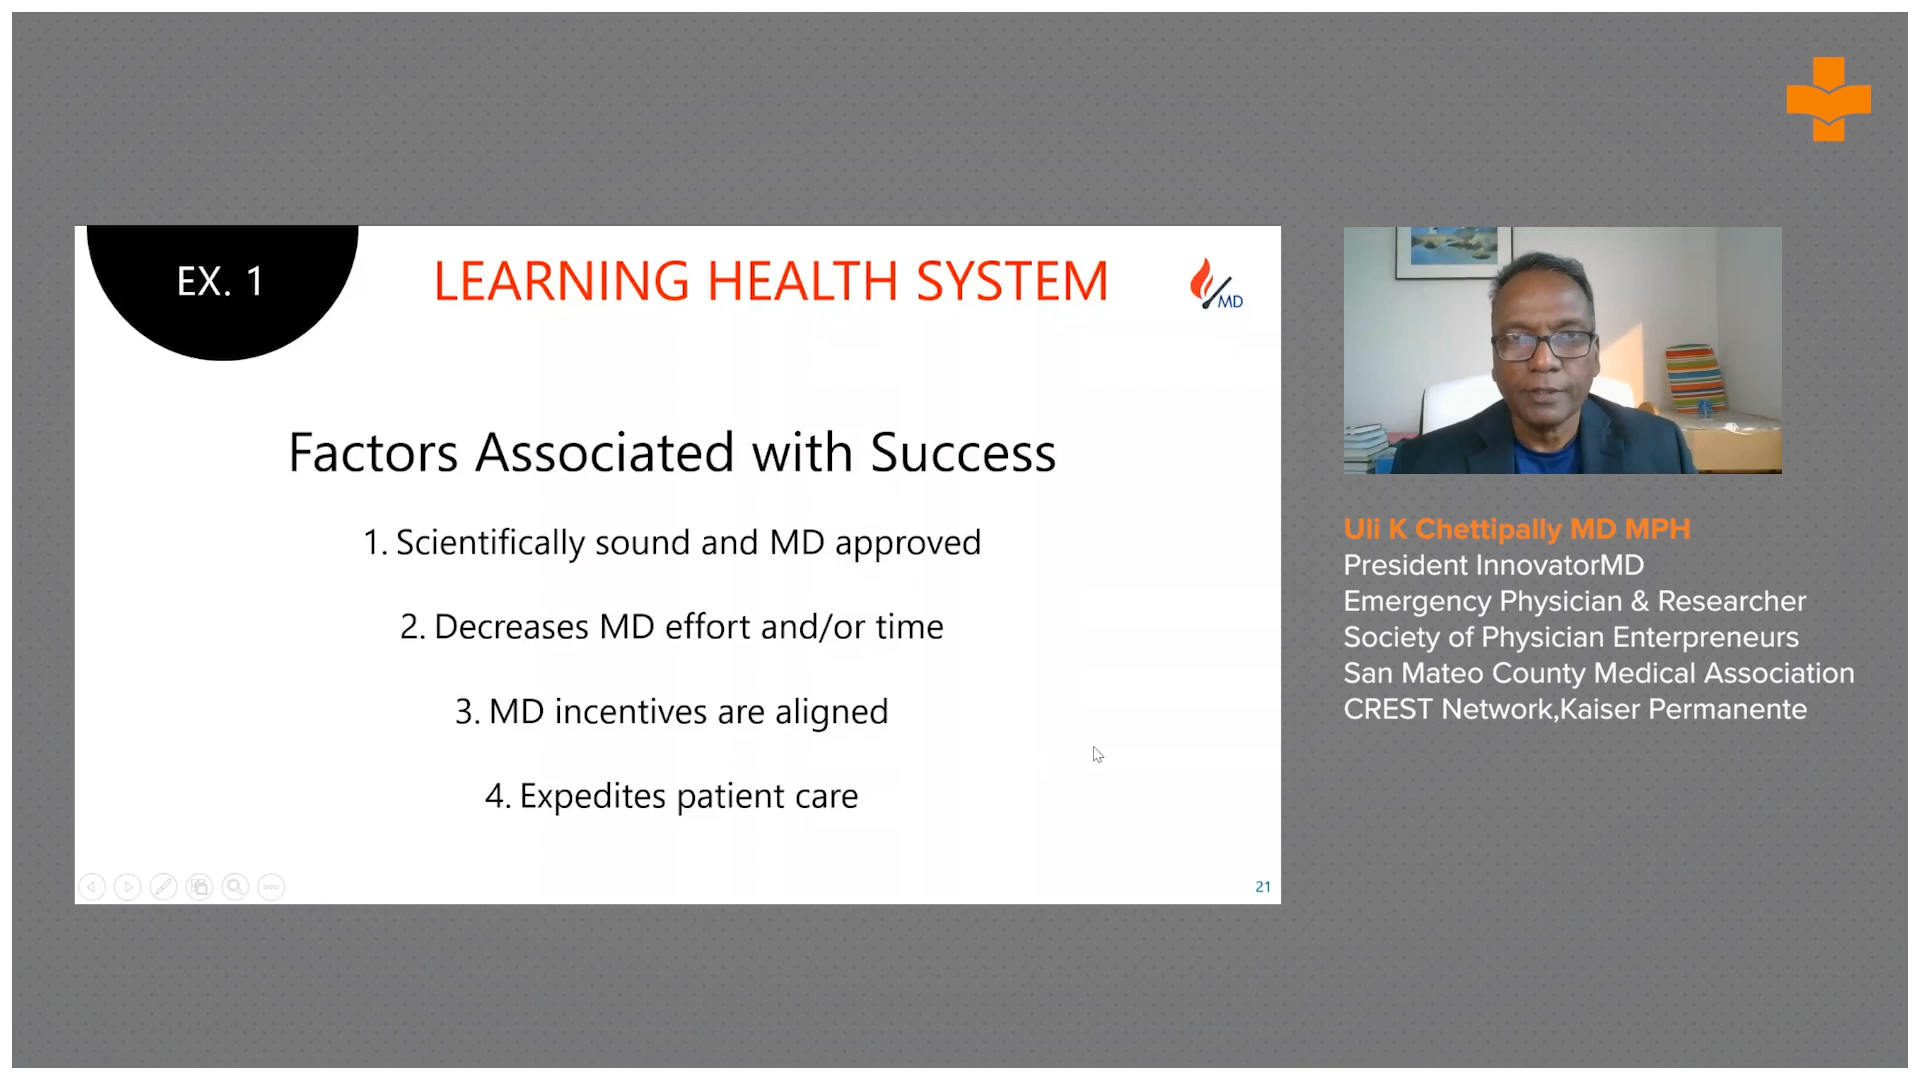 EX. 1
LEARNING HEALTH SYSTEM
MD
Factors Associated with Success
1. Scientifically sound and MD approved
2. Decreases MD effort and/or time
3. MD incentives are aligned
4. Expedites patient care
21
Uli K Chettipally MD MPH
President InnovatorMD
Emergency Physician & Researcher
Society of Physician Enterpreneurs
San Mateo County Medical Association
CREST Network,Kaiser Permanente